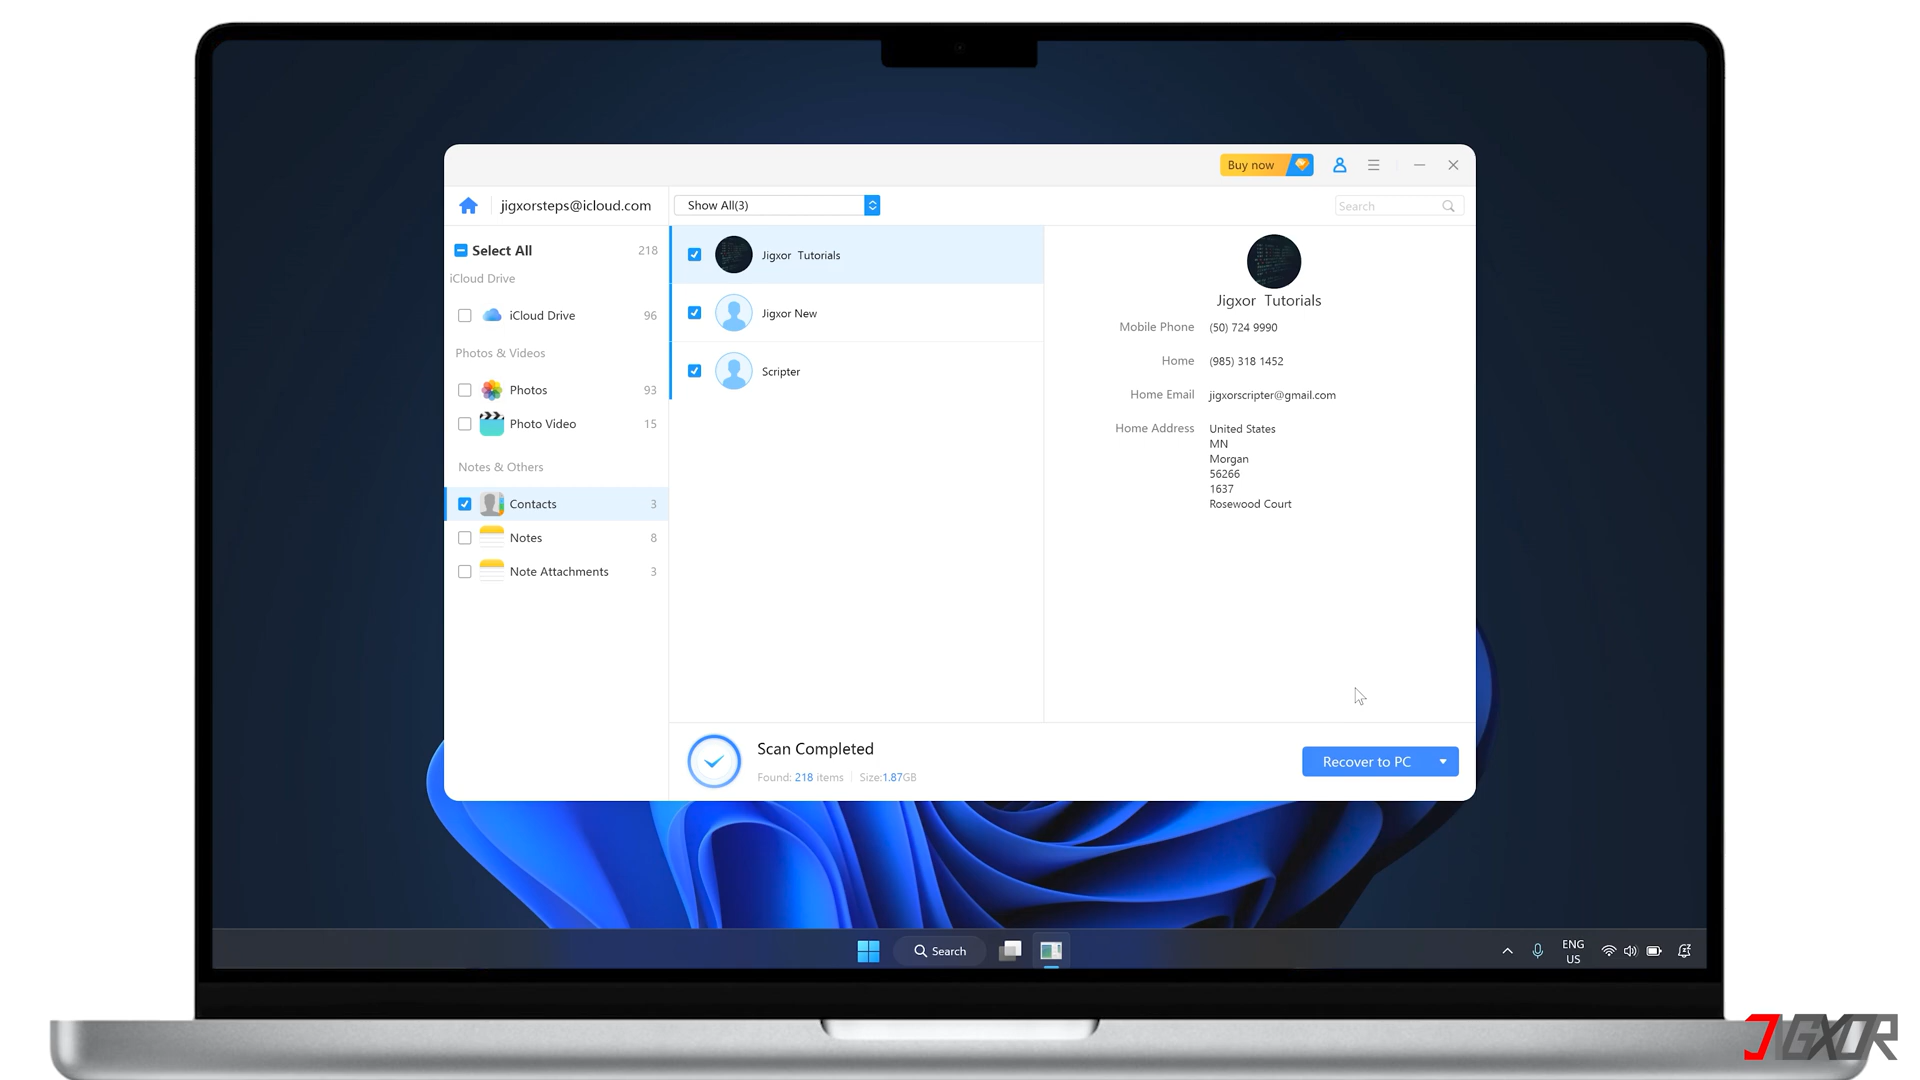 Buy now
jigxorsteps@icloud.com
Show All(3)
Search
Select All 218
iCloud Drive
iCloud Drive 96
Photos & Videos
Photos 93
Photo Video 15
Notes & Others
Contacts 3
Notes 8
Note Attachments 3
Jigxor Tutorials
Jigxor New
Scripter
Jigxor Tutorials
Mobile Phone (50) 724 9990
Home (985) 318 1452
Home Email jigxorscripter@gmail.com
Home Address United States
MN
Morgan
56266
1637
Rosewood Court
Scan Completed
Found: 218 items Size:1.87GB
Recover to PC
Search
ENG
US
JIGXOR